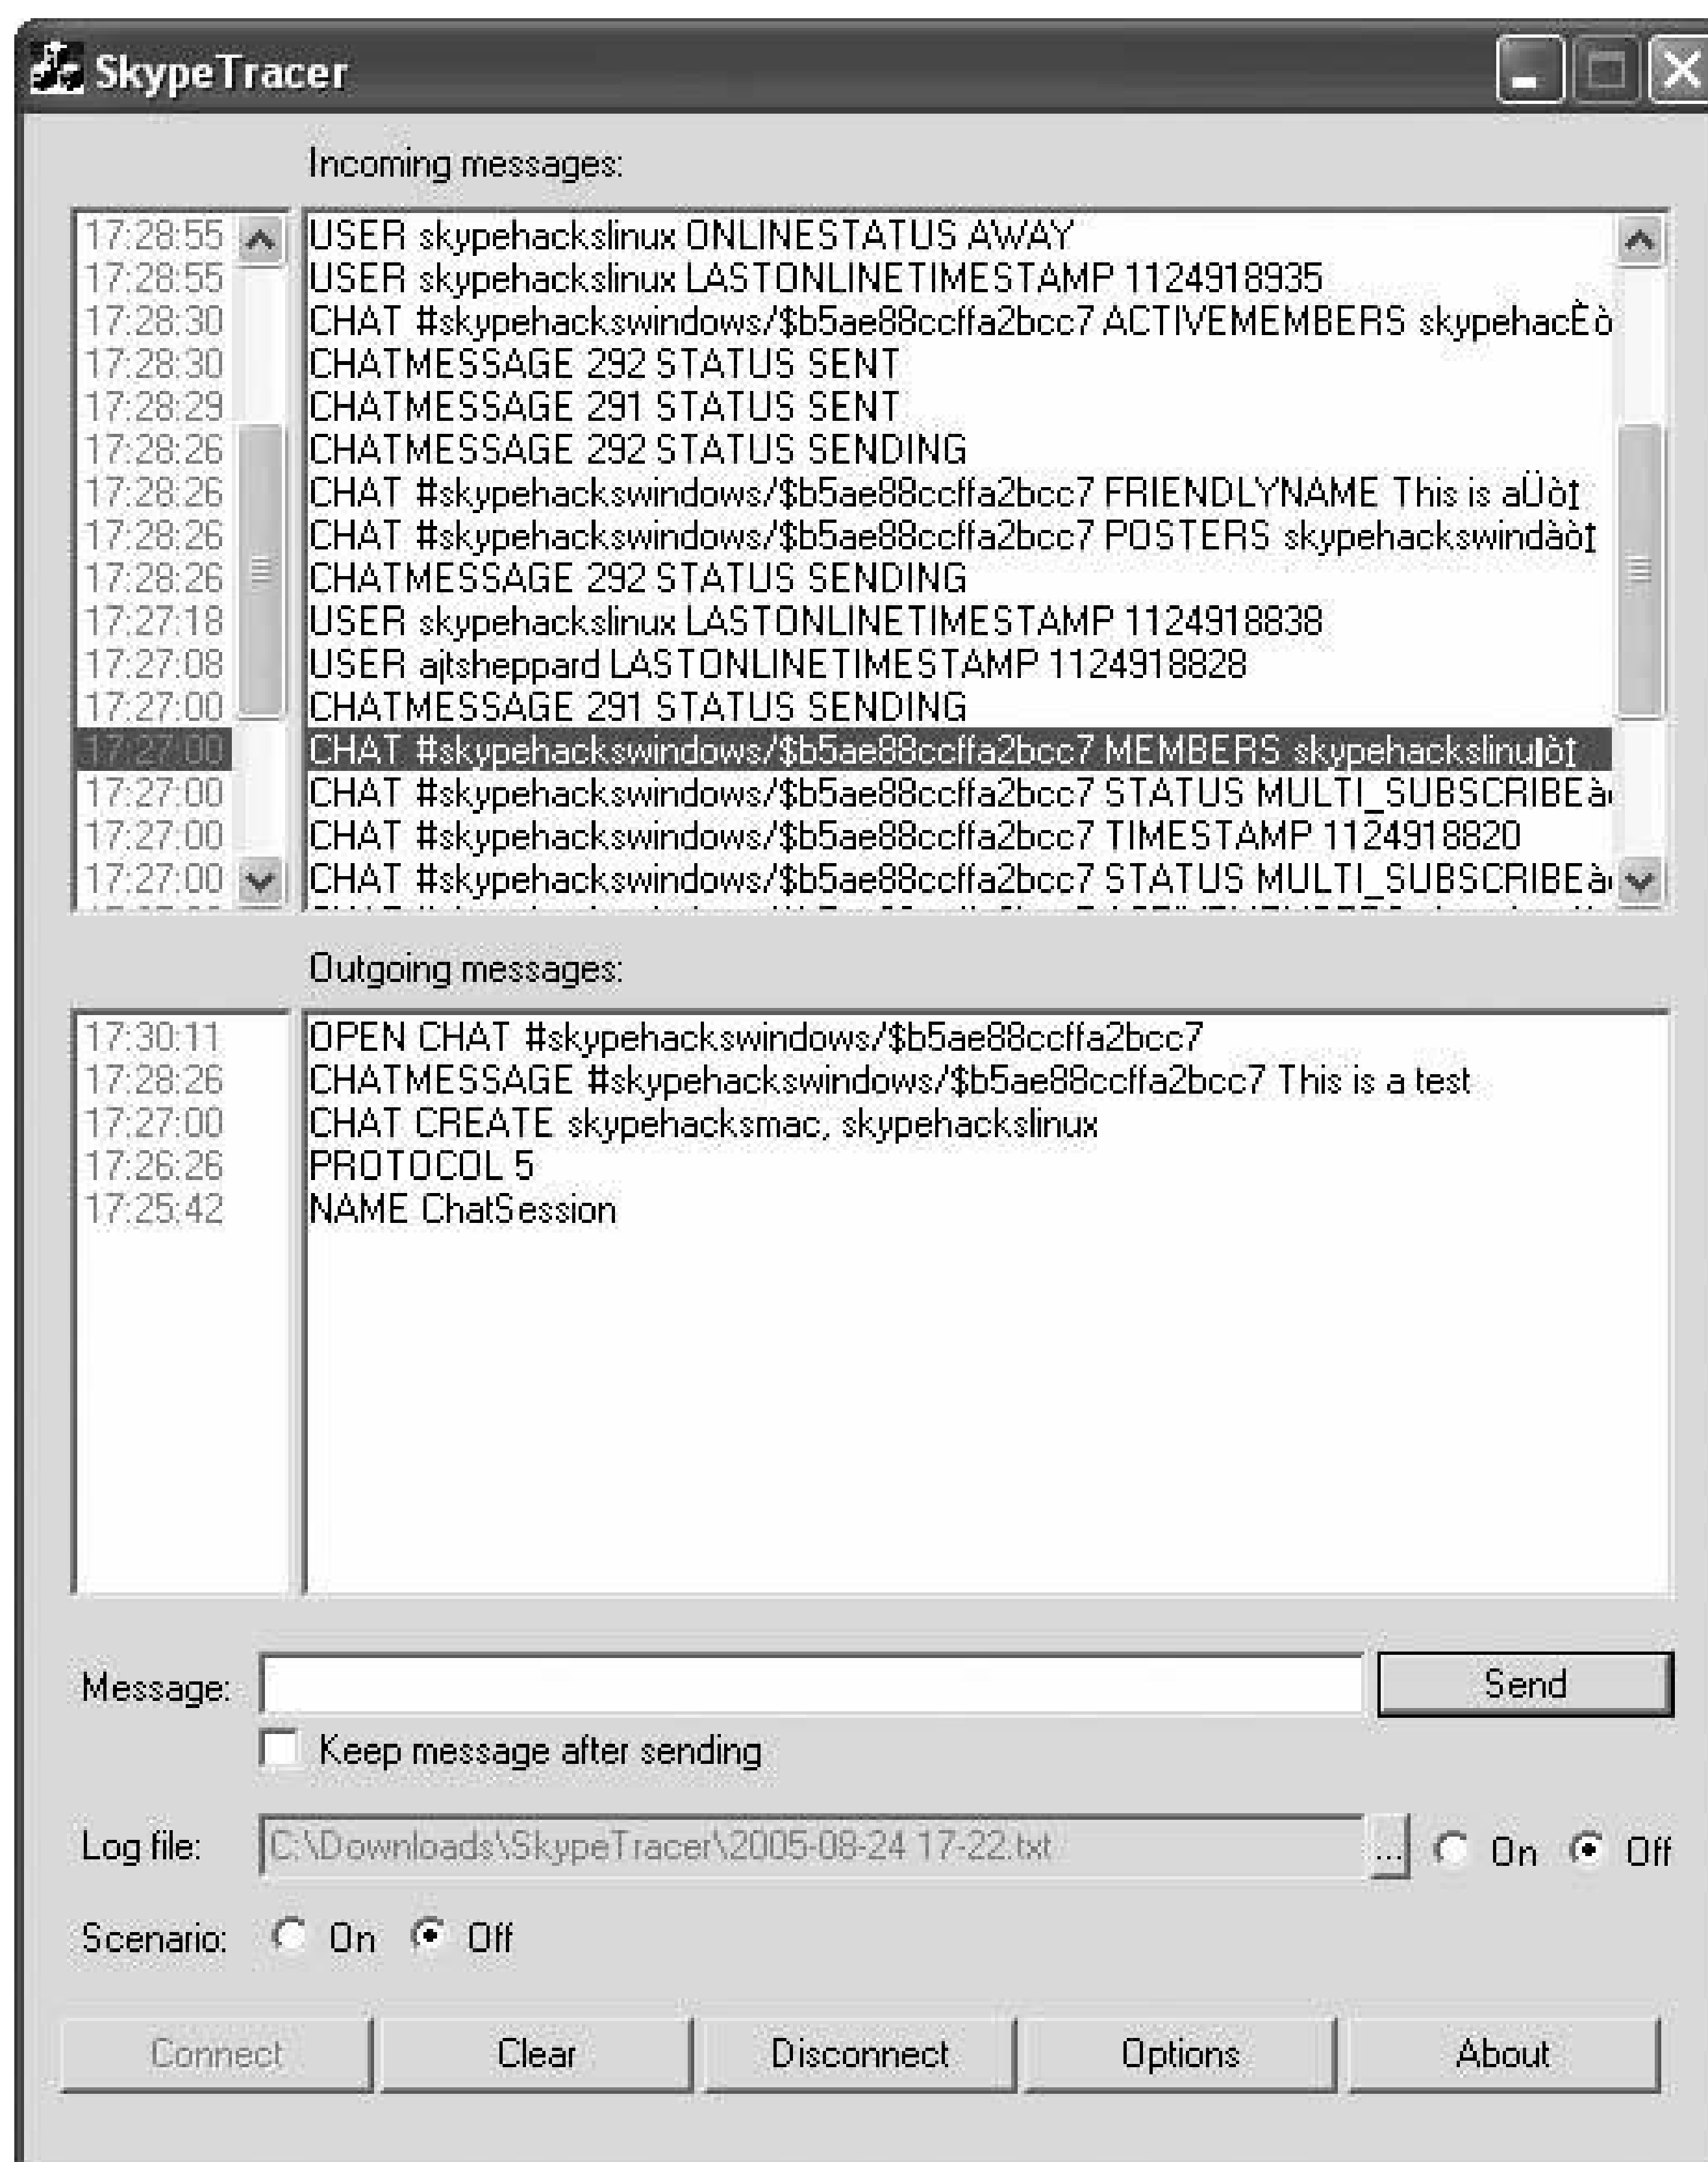 SkypeTracer
Incoming messages:
17:28:55 USER skypehackslinux ONLINESTATUS AWAY
17:28:55 USER skypehackslinux LASTONLINETIMESTAMP 1124918935
17:28:30 CHAT #skypehackswindows/$b5ae88ccffa2bcc7 ACTIVEMEMBERS skypehacÈò
17:28:30 CHATMESSAGE 292 STATUS SENT
17:28:29 CHATMESSAGE 291 STATUS SENT
17:28:26 CHATMESSAGE 292 STATUS SENDING
17:28:26 CHAT #skypehackswindows/$b5ae88ccffa2bcc7 FRIENDLYNAME This is aÜò‡
17:28:26 CHAT #skypehackswindows/$b5ae88ccffa2bcc7 POSTERS skypehackswindàò‡
17:28:26 CHATMESSAGE 292 STATUS SENDING
17:27:18 USER skypehackslinux LASTONLINETIMESTAMP 1124918838
17:27:08 USER ajtsheppard LASTONLINETIMESTAMP 1124918828
17:27:00 CHATMESSAGE 291 STATUS SENDING
17:27:00 CHAT #skypehackswindows/$b5ae88ccffa2bcc7 MEMBERS skypehackslinu|ò‡
17:27:00 CHAT #skypehackswindows/$b5ae88ccffa2bcc7 STATUS MULTI_SUBSCRIBEà
17:27:00 CHAT #skypehackswindows/$b5ae88ccffa2bcc7 TIMESTAMP 1124918820
17:27:00 CHAT #skypehackswindows/$b5ae88ccffa2bcc7 STATUS MULTI_SUBSCRIBEà
Outgoing messages:
17:30:11 OPEN CHAT #skypehackswindows/$b5ae88ccffa2bcc7
17:28:26 CHATMESSAGE #skypehackswindows/$b5ae88ccffa2bcc7 This is a test
17:27:00 CHAT CREATE skypehacksmac, skypehackslinux
17:26:26 PROTOCOL 5
17:25:42 NAME ChatSession
Message: Send
Keep message after sending
Log file: C:\Downloads\SkypeTracer\2005-08-24 17-22.txt ... On Off
Scenario: On Off
Connect Clear Disconnect Options About